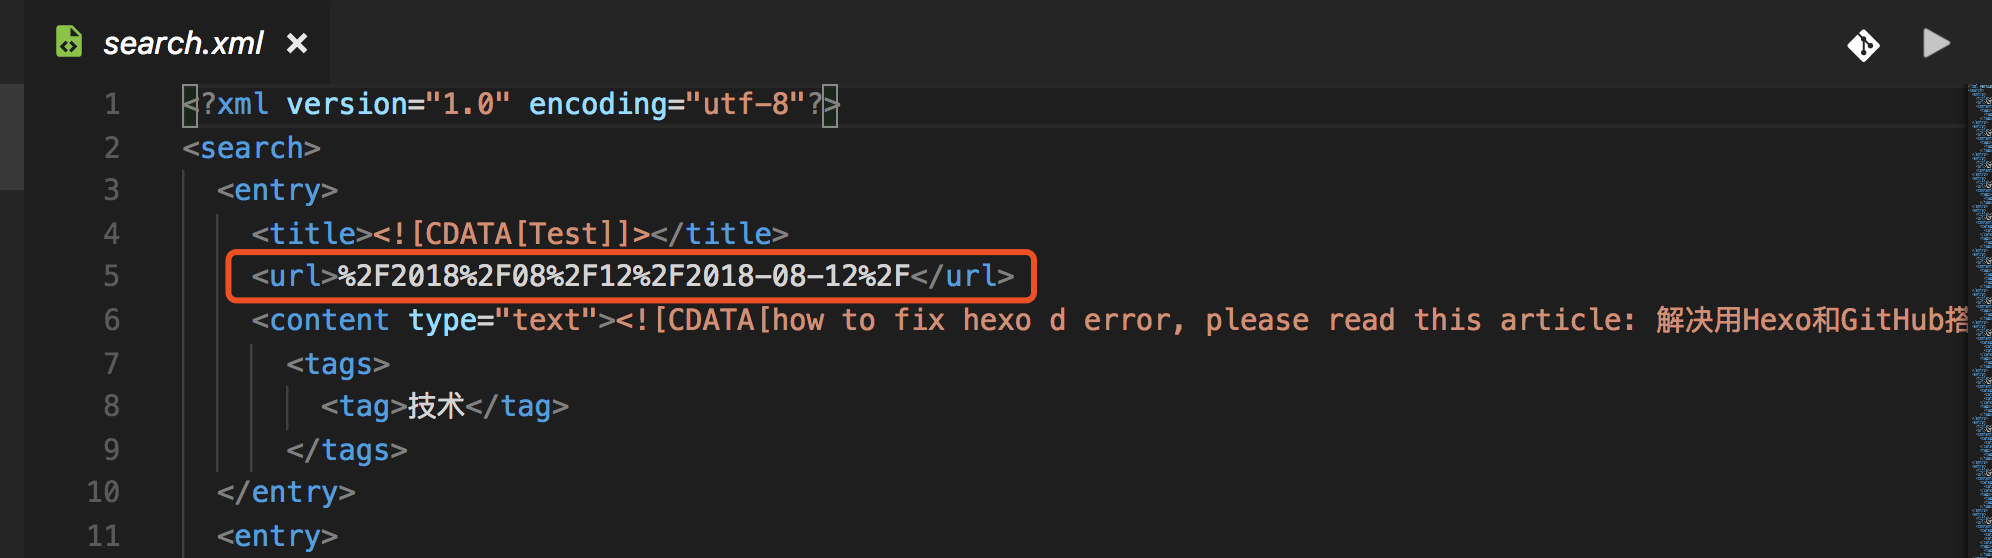 search.xml
1 <?xml version="1.0" encoding="utf-8"?>
2 <search>
3 <entry>
4 <title><![CDATA[Test]]></title>
5 <url>%2F2018%2F08%2F12%2F2018-08-12%2F</url>
6 <content type="text"><![CDATA[how to fix hexo d error, please read this article: 解决用Hexo和GitHub搭
7 <tags>
8 <tag>技术</tag>
9 </tags>
10 </entry>
11 <entry>